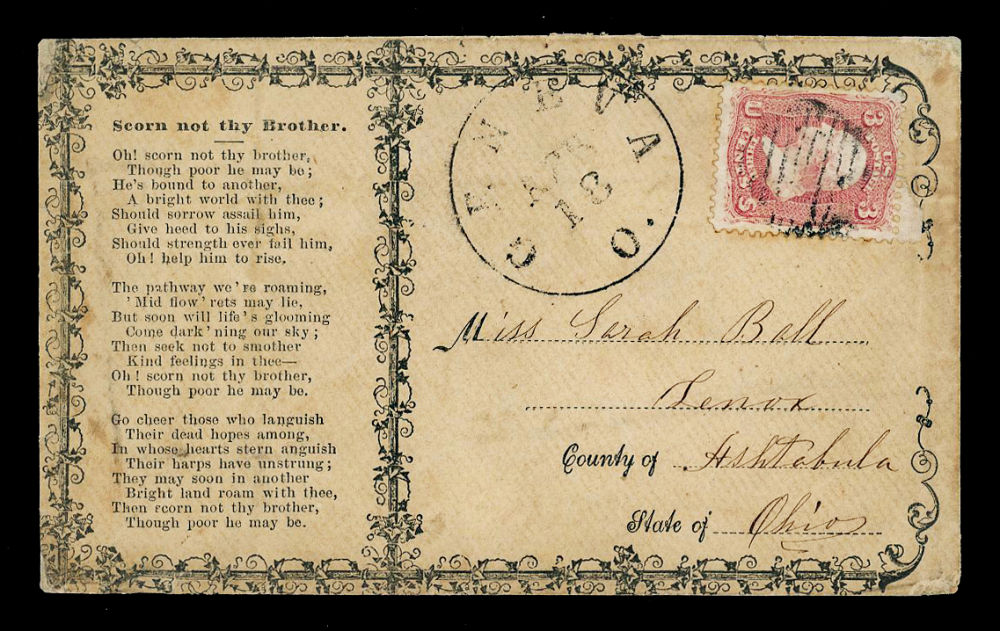 Scorn not thy Brother.
Oh! scorn not thy brother,
Though poor he may be;
He's bound to another,
A bright world with thee;
Should sorrow assail him,
Give heed to his sighs,
Should strength ever fail him,
Oh! help him to rise.
The pathway we're roaming,
'Mid flow'rets may lie,
But soon will life's glooming
Come dark'ning our sky;
Then seek not to smother
Kind feelings in thee—
Oh! scorn not thy brother,
Though poor he may be.
Go cheer those who languish
Their dead hopes among,
In whose hearts stern anguish
Their harps have unstrung;
They may soon in another
Bright land roam with thee,
Then scorn not thy brother,
Though poor he may be.
GENEVA
O.
18
U 3
U.S. POSTAGE
CENTS
S 3
Miss Sarah Ball
Lenox
County of Ashtabula
State of Ohio